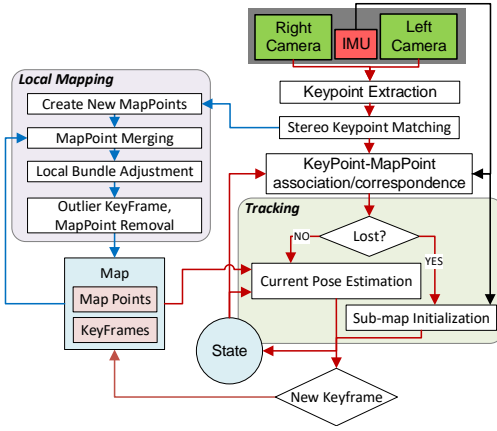 Right
Camera
IMU
Left
Camera
Local Mapping
Create New MapPoints
MapPoint Merging
Local Bundle Adjustment
Outlier KeyFrame,
MapPoint Removal
Map
Map Points
KeyFrames
Keypoint Extraction
Stereo Keypoint Matching
KeyPoint-MapPoint
association/correspondence
Tracking
Lost?
NO
YES
Current Pose Estimation
Sub-map Initialization
State
New Keyframe